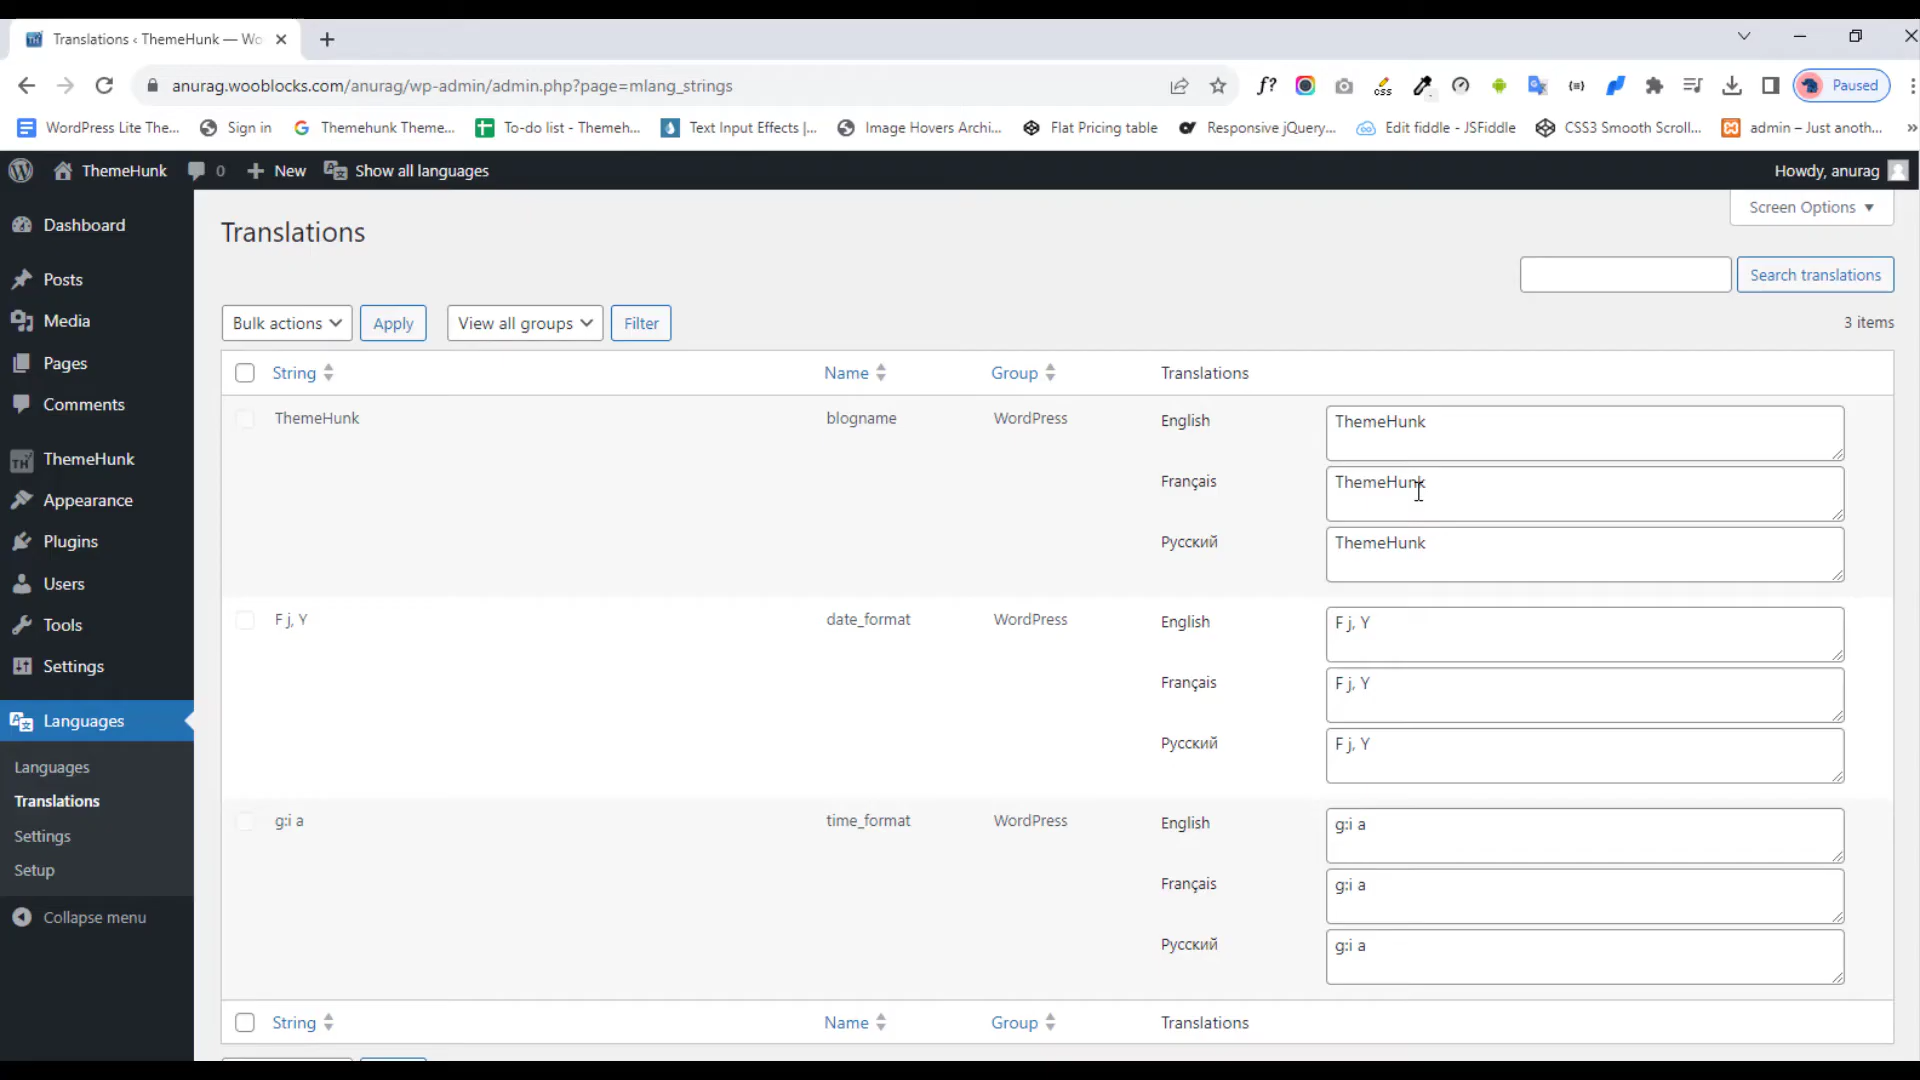 Translations ‹ ThemeHunk — Wo
anurag.wooblocks.com/anurag/wp-admin/admin.php?page=mlang_strings
f?
css
Paused
WordPress Lite The...
Sign in
Themehunk Theme...
To-do list - Themeh...
Text Input Effects |...
Image Hovers Archi...
Flat Pricing table
Responsive jQuery...
Edit fiddle - JSFiddle
CSS3 Smooth Scroll...
admin – Just anoth...
»
ThemeHunk
0
New
Show all languages
Howdy, anurag
Dashboard
Posts
Media
Pages
Comments
ThemeHunk
Appearance
Plugins
Users
Tools
Settings
Languages
Languages
Translations
Settings
Setup
Collapse menu
Screen Options
Translations
Search translations
Bulk actions
Apply
View all groups
Filter
3 items
String
Name
Group
Translations
ThemeHunk
blogname
WordPress
English
ThemeHunk
Français
ThemeHunk
Русский
ThemeHunk
F j, Y
date_format
WordPress
English
F j, Y
Français
F j, Y
Русский
F j, Y
g:i a
time_format
WordPress
English
g:i a
Français
g:i a
Русский
g:i a
String
Name
Group
Translations